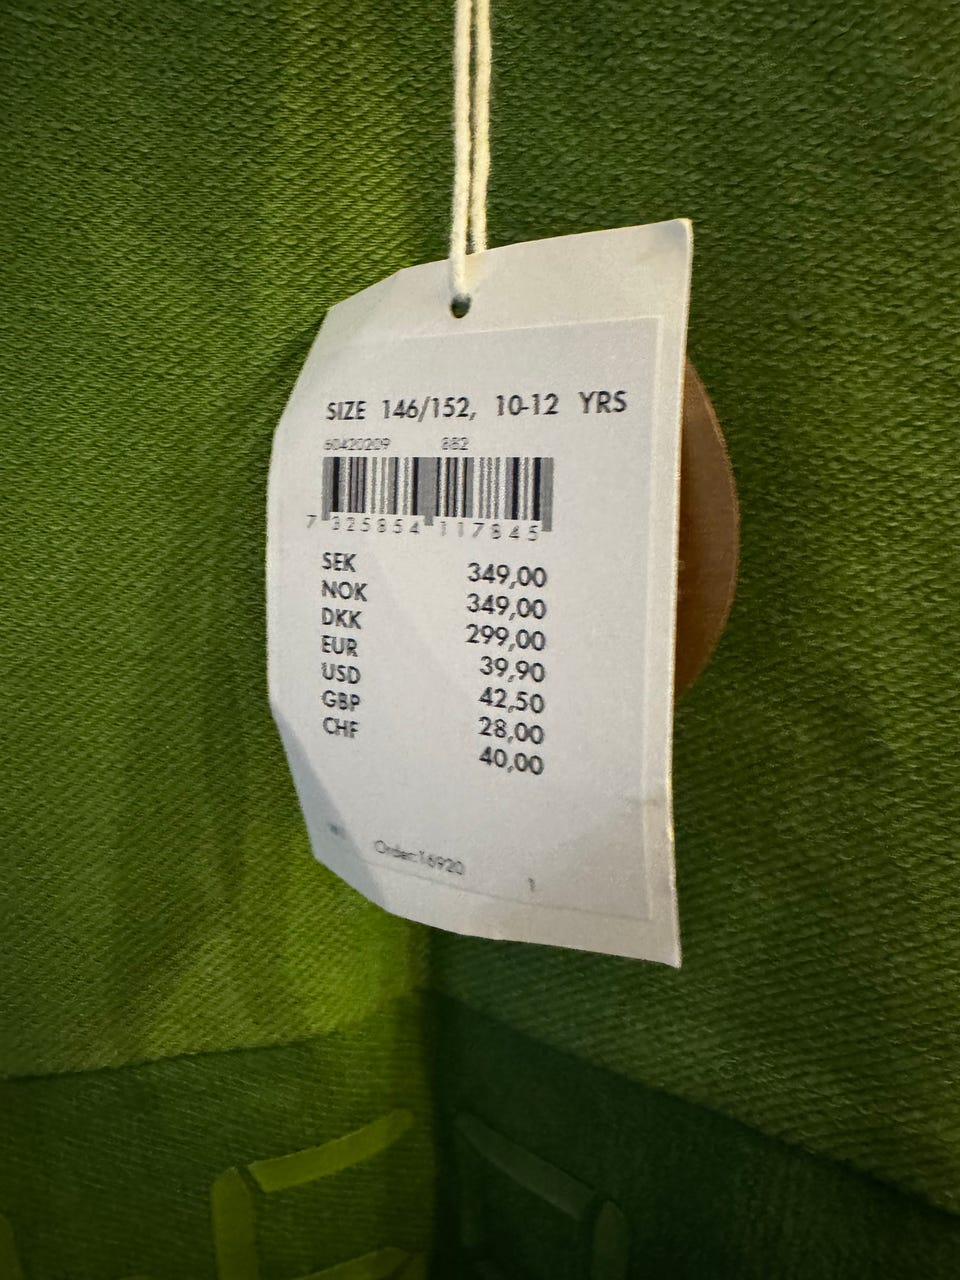 SIZE 146/152, 10-12 YRS
60420209 882
7 325854 117845
SEK 349,00
NOK 349,00
DKK 299,00
EUR 39,90
USD 42,50
GBP 28,00
CHF 40,00
Order:16920 1